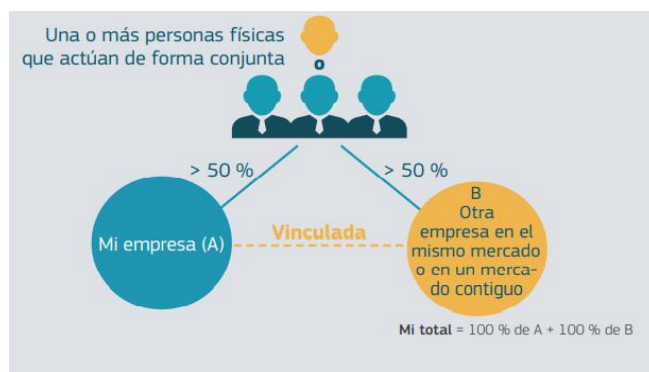 Una o más personas físicas
que actúan de forma conjunta
o
> 50 %
> 50 %
Mi empresa (A)
Vinculada
B
Otra
empresa en el
mismo mercado
o en un merca-
do contiguo
Mi total = 100 % de A + 100 % de B